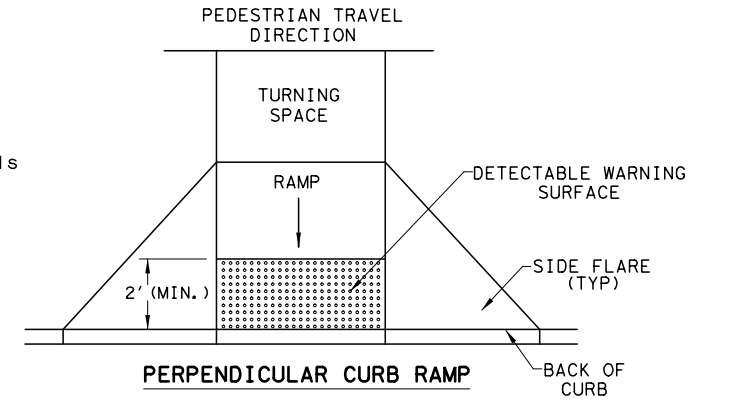 PEDESTRIAN TRAVEL
DIRECTION
TURNING
SPACE
ls
RAMP
DETECTABLE WARNING
SURFACE
SIDE FLARE
(TYP)
2' (MIN.)
BACK OF
CURB
PERPENDICULAR CURB RAMP